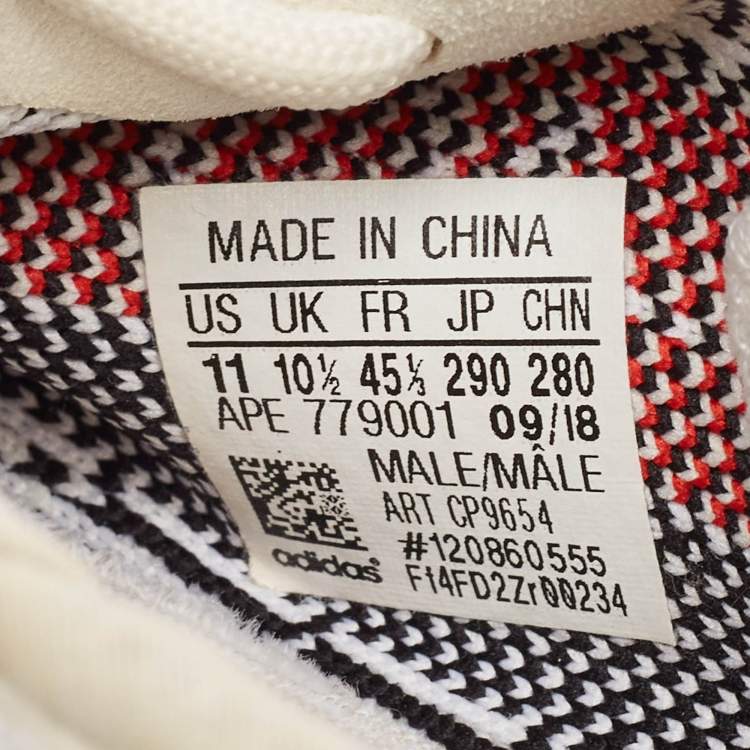 MADE IN CHINA
US UK FR JP CHN
11 10½ 45⅓ 290 280
APE 779001 09/18
MALE/MÂLE
ART CP9654
#120860555
adidas® Ft4FD2Zr00234